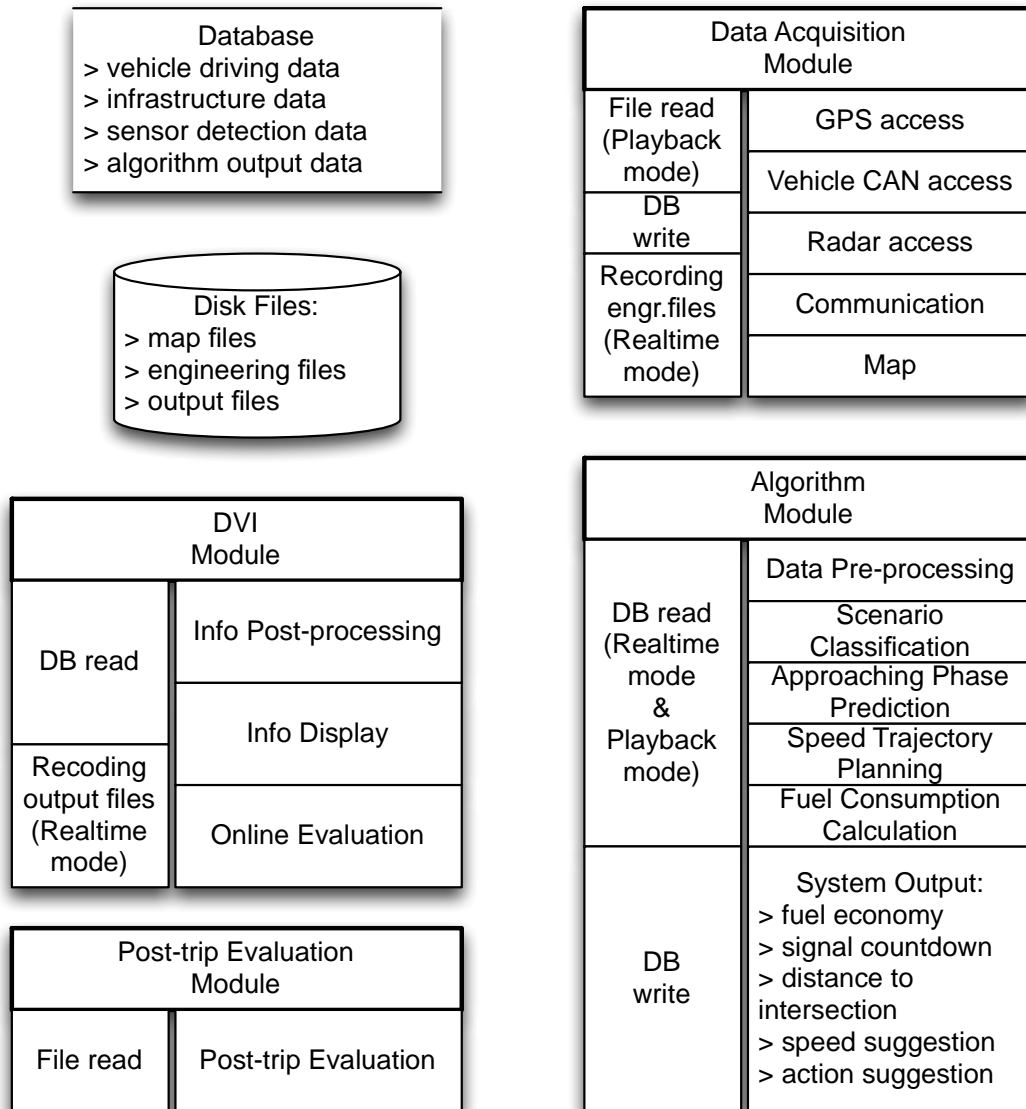 Database
> vehicle driving data
> infrastructure data
> sensor detection data
> algorithm output data
Disk Files:
> map files
> engineering files
> output files
DVI
Module
DB read
Recoding
output files
(Realtime
mode)
Info Post-processing
Info Display
Online Evaluation
Post-trip Evaluation
Module
File read
Post-trip Evaluation
Data Acquisition
Module
File read
(Playback
mode)
DB
write
Recording
engr.files
(Realtime
mode)
GPS access
Vehicle CAN access
Radar access
Communication
Map
Algorithm
Module
DB read
(Realtime
mode
&
Playback
mode)
DB
write
Data Pre-processing
Scenario
Classification
Approaching Phase
Prediction
Speed Trajectory
Planning
Fuel Consumption
Calculation
System Output:
> fuel economy
> signal countdown
> distance to
intersection
> speed suggestion
> action suggestion